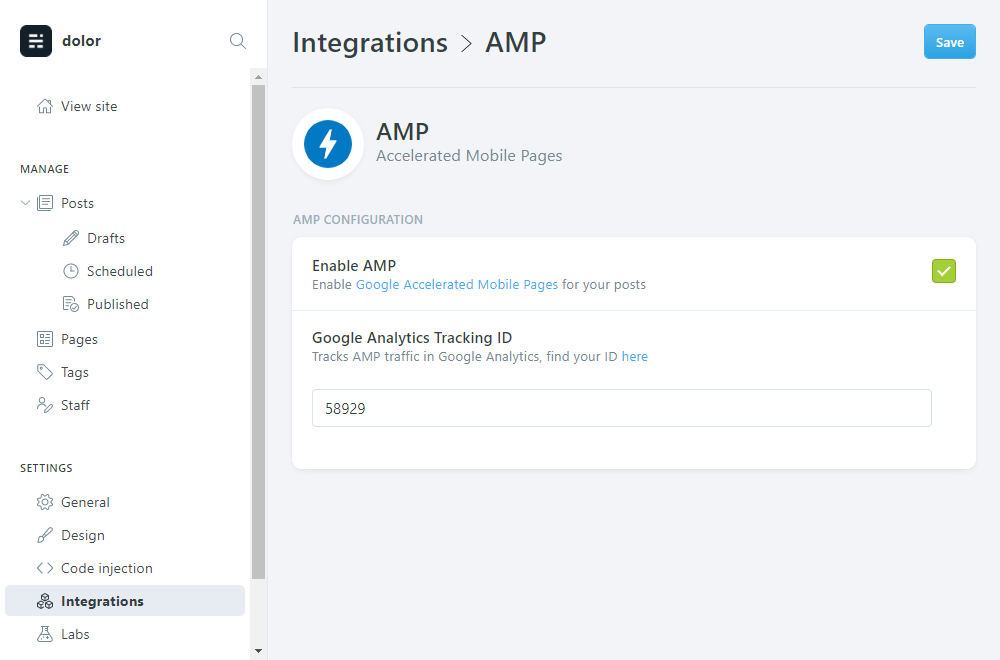 dolor
View site
MANAGE
Posts
Drafts
Scheduled
Published
Pages
Tags
Staff
SETTINGS
General
Design
Code injection
Integrations
Labs
Integrations > AMP
Save
AMP
Accelerated Mobile Pages
AMP CONFIGURATION
Enable AMP
Enable Google Accelerated Mobile Pages for your posts
Google Analytics Tracking ID
Tracks AMP traffic in Google Analytics, find your ID here
58929